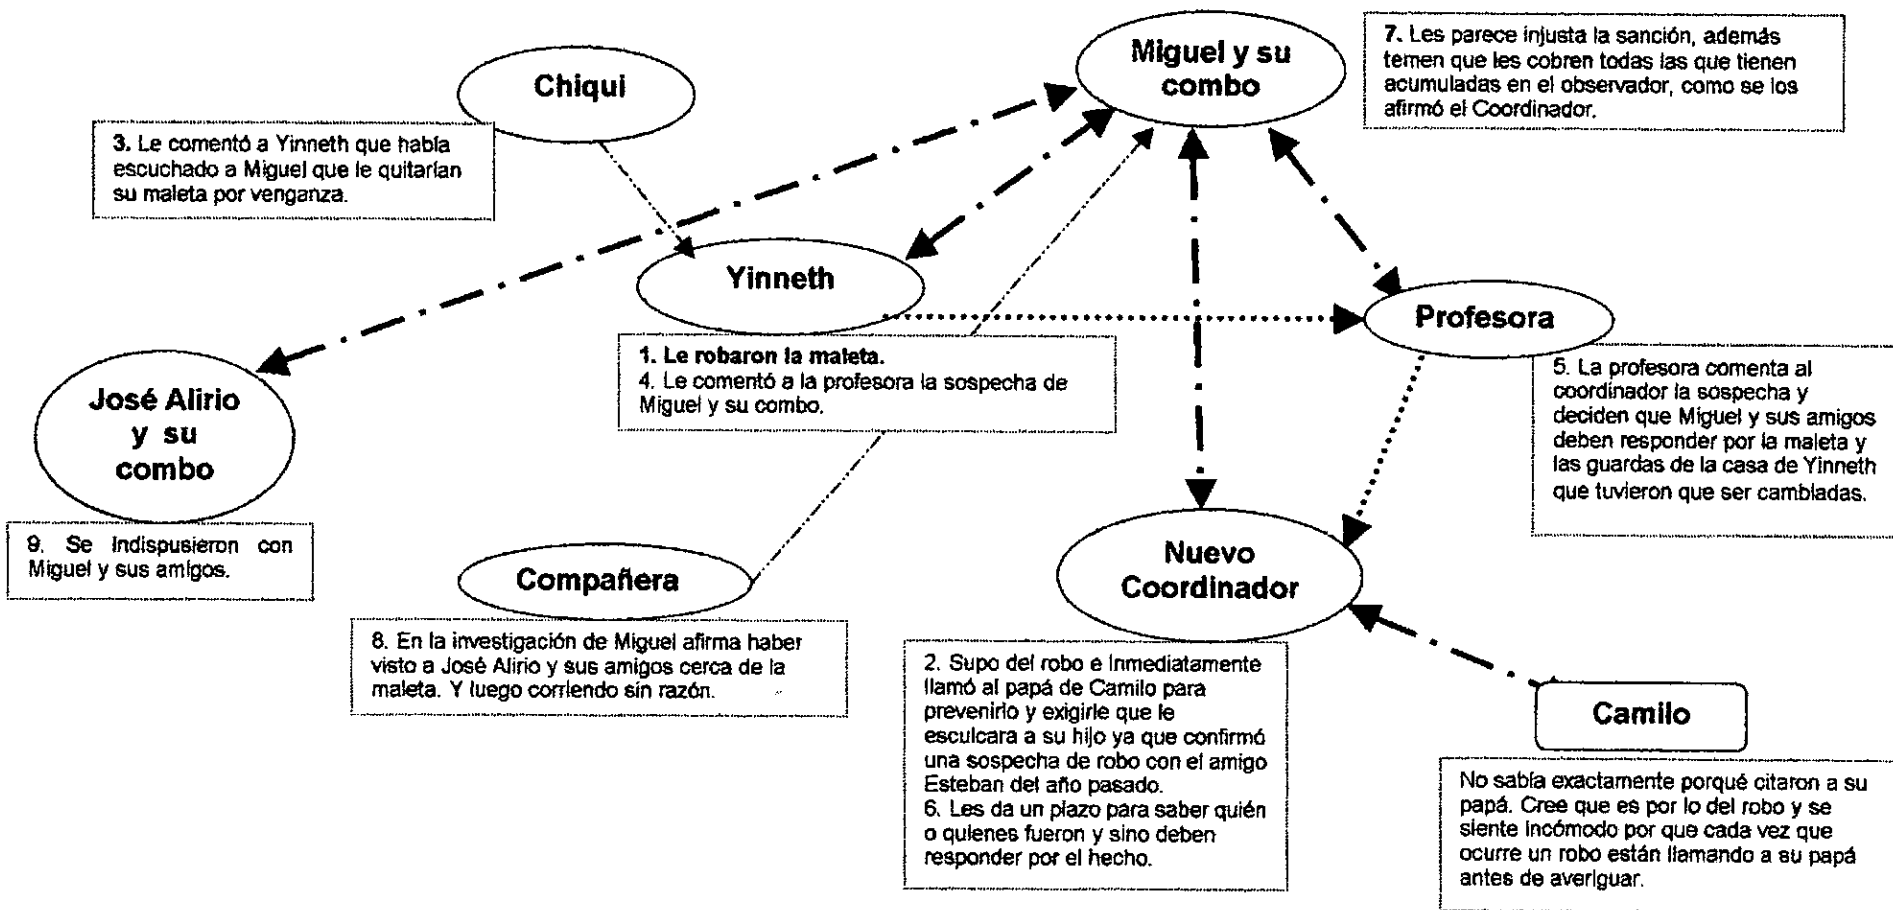 Chiqui
Miguel y su
combo
7. Les parece injusta la sanción, además
temen que les cobren todas las que tienen
acumuladas en el observador, como se los
afirmó el Coordinador.
3. Le comentó a Yinneth que había
escuchado a Miguel que le quitarían
su maleta por venganza.
Yinneth
Profesora
1. Le robaron la maleta.
4. Le comentó a la profesora la sospecha de
Miguel y su combo.
5. La profesora comenta al
coordinador la sospecha y
deciden que Miguel y sus amigos
deben responder por la maleta y
las guardas de la casa de Yinneth
que tuvieron que ser cambiadas.
José Alirio
y su
combo
9. Se Indispusieron con
Miguel y sus amigos.
Compañera
8. En la investigación de Miguel afirma haber
visto a José Alirio y sus amigos cerca de la
maleta. Y luego corriendo sin razón.
Nuevo
Coordinador
2. Supo del robo e Inmediatamente
llamó al papá de Camilo para
prevenirlo y exigirle que le
esculcara a su hijo ya que confirmó
una sospecha de robo con el amigo
Esteban del año pasado.
6. Les da un plazo para saber quién
o quienes fueron y sino deben
responder por el hecho.
Camilo
No sabía exactamente porqué citaron a su
papá. Cree que es por lo del robo y se
siente incómodo por que cada vez que
ocurre un robo están llamando a su papá
antes de averiguar.